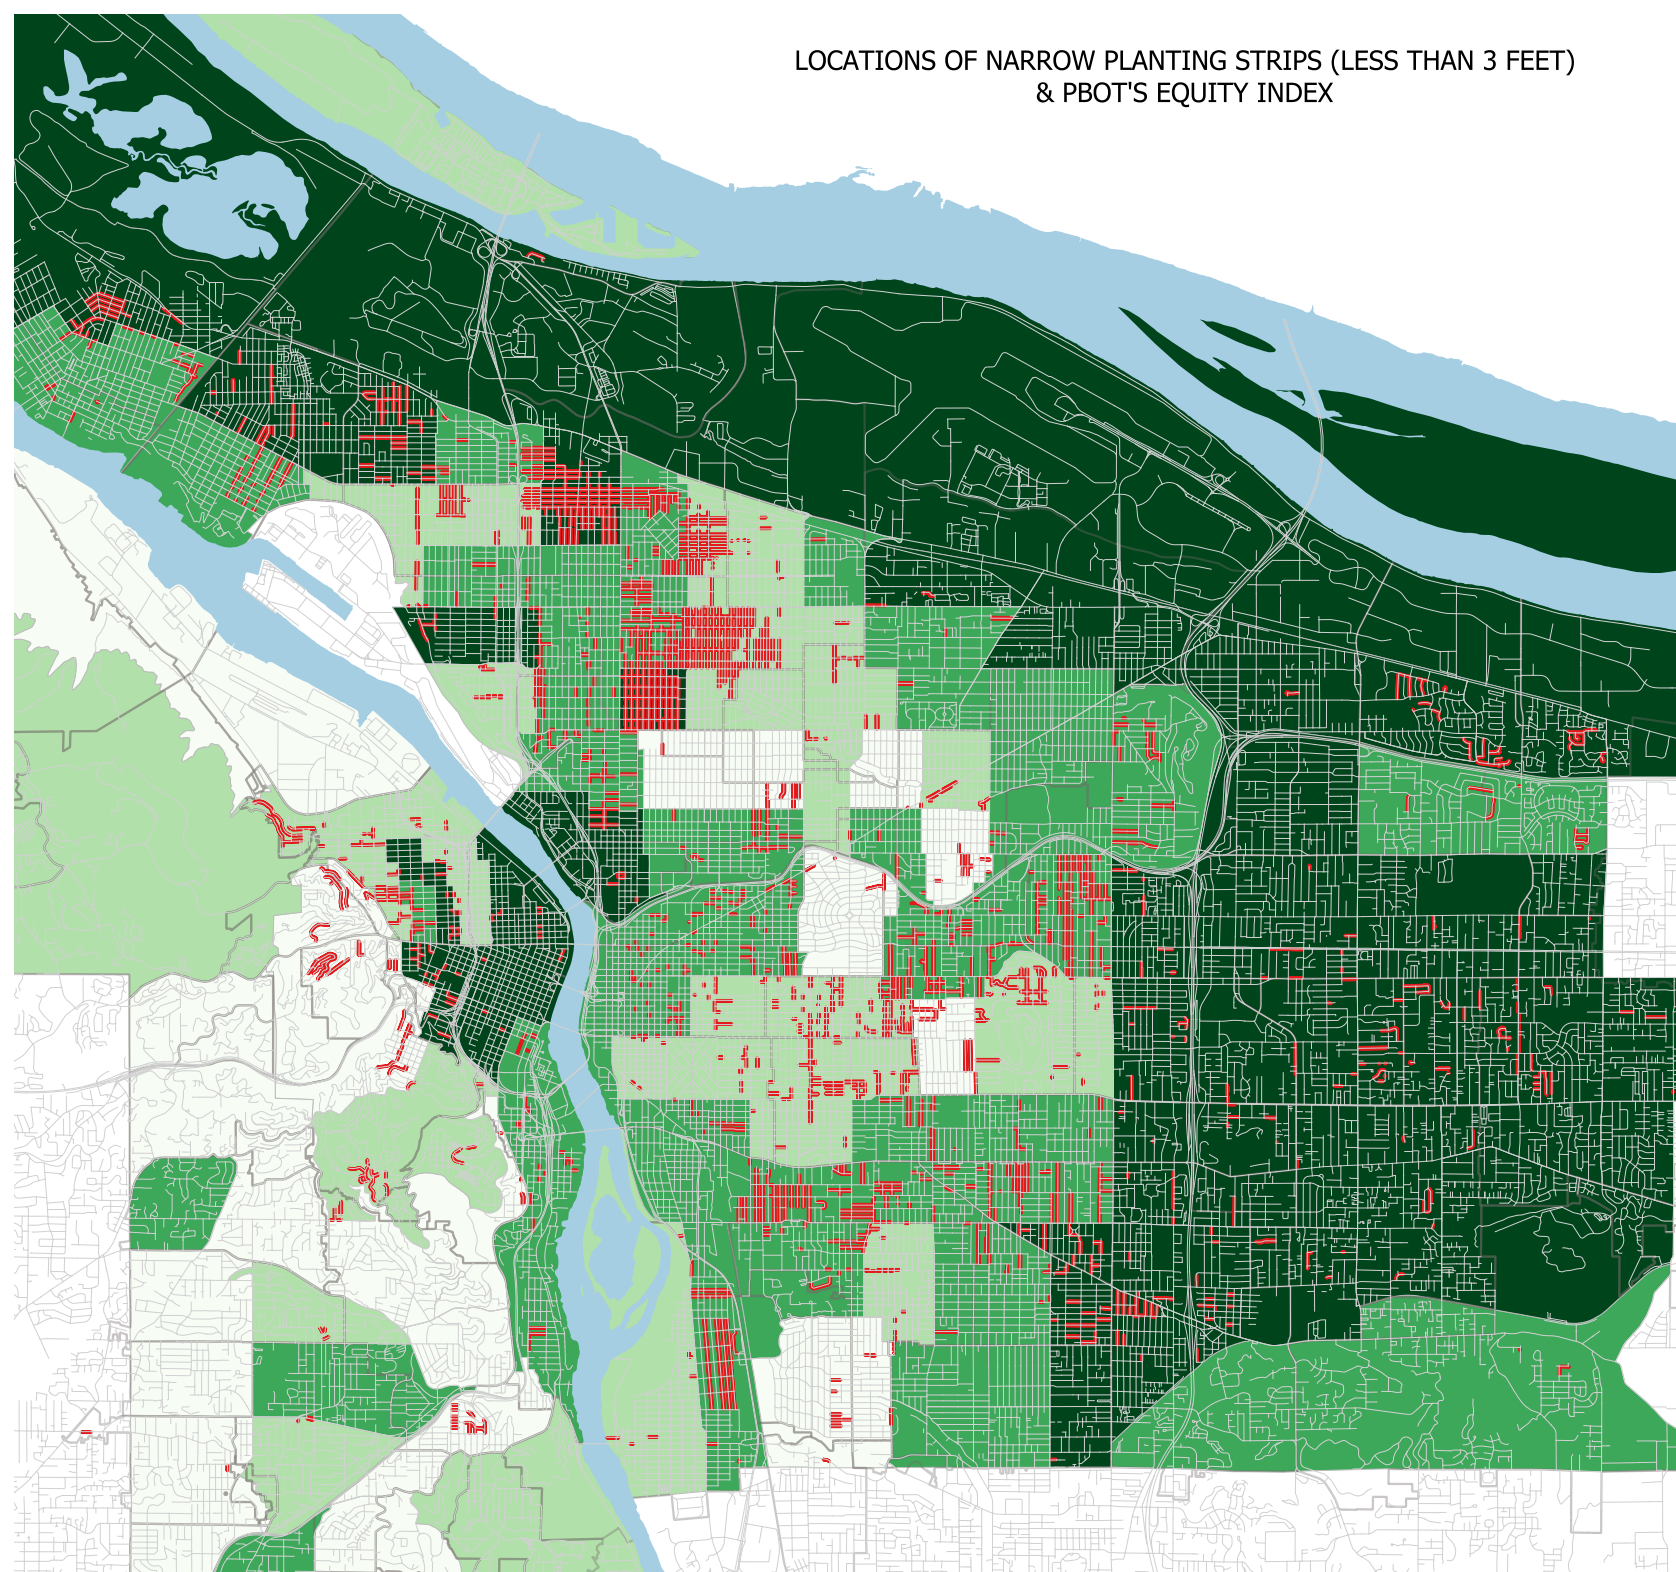 LOCATIONS OF NARROW PLANTING STRIPS (LESS THAN 3 FEET)
& PBOT'S EQUITY INDEX